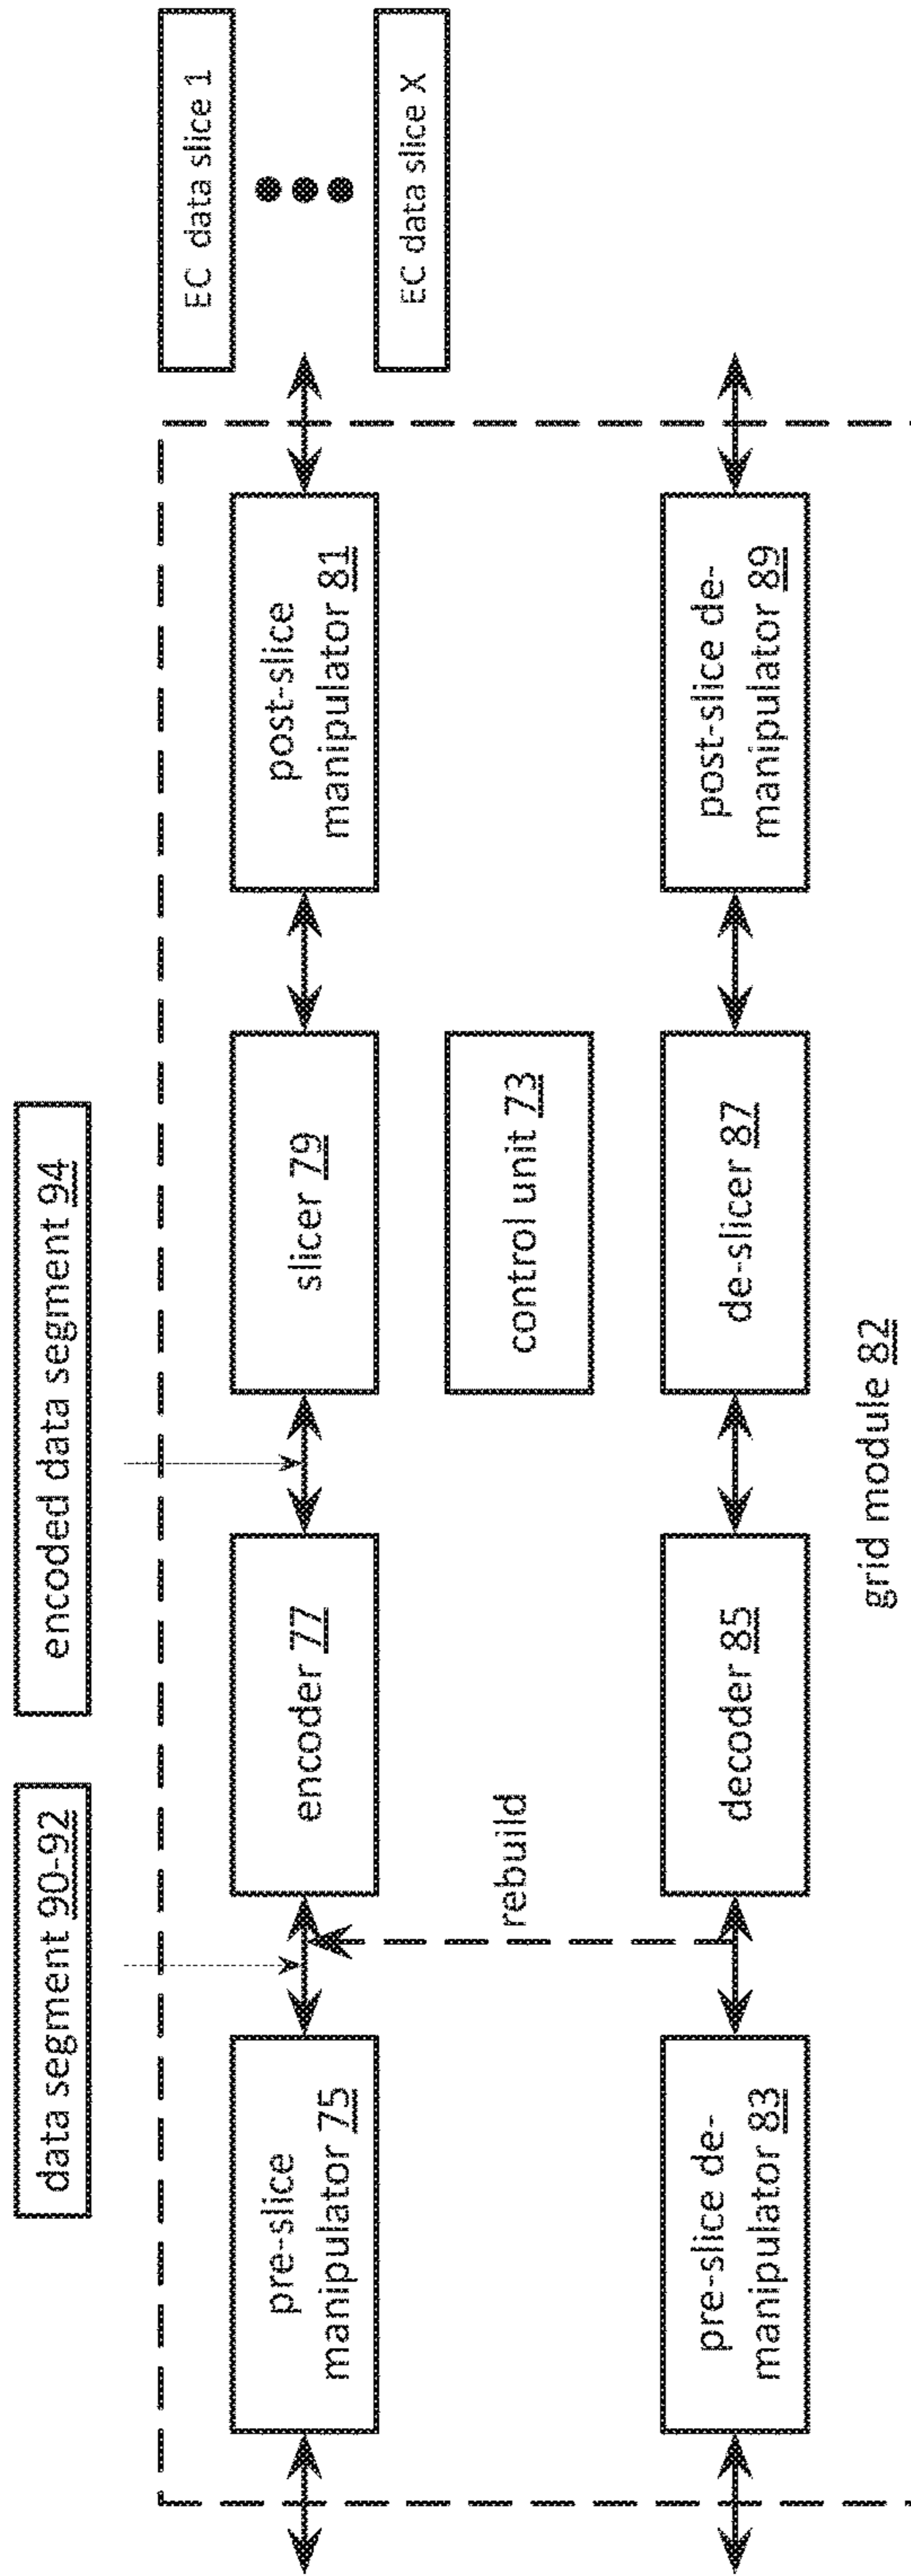 data segment 90-92
encoded data segment 94
EC data slice 1
EC data slice X
pre-slice
manipulator 75
encoder 77
slicer 79
post-slice
manipulator 81
rebuild
control unit 73
pre-slice de-
manipulator 83
decoder 85
de-slicer 87
post-slice de-
manipulator 89
grid module 82